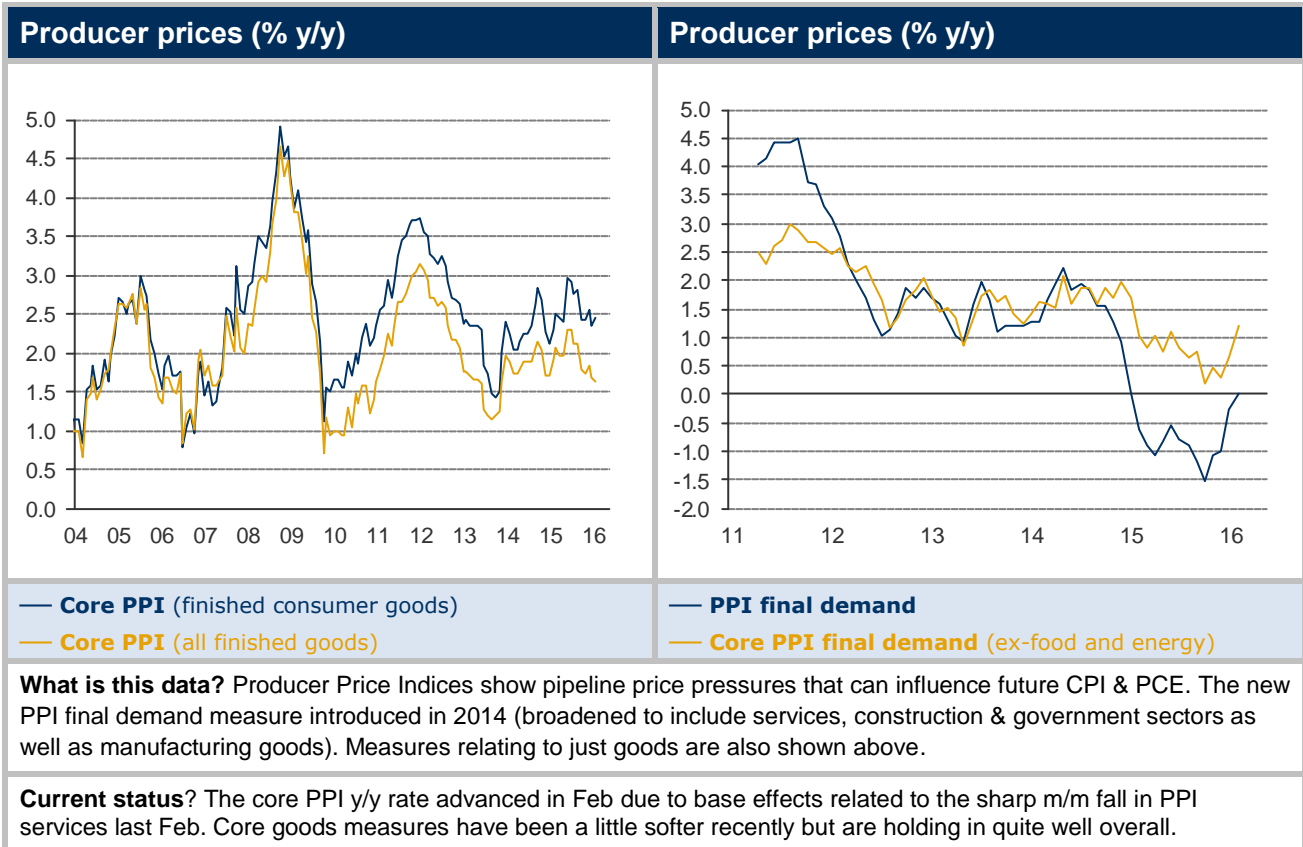 Producer prices (% y/y)
5.0
4.5
4.0
3.5
3.0
2.5
2.0
1.5
1.0
0.5
0.0
04 05 06 07 08 09 10 11 12 13 14 15 16
Core PPI (finished consumer goods)
Core PPI (all finished goods)
Producer prices (% y/y)
5.0
4.5
4.0
3.5
3.0
2.5
2.0
1.5
1.0
0.5
0.0
-0.5
-1.0
-1.5
-2.0
11 12 13 14 15 16
PPI final demand
Core PPI final demand (ex-food and energy)
What is this data? Producer Price Indices show pipeline price pressures that can influence future CPI & PCE. The new
PPI final demand measure introduced in 2014 (broadened to include services, construction & government sectors as
well as manufacturing goods). Measures relating to just goods are also shown above.
Current status? The core PPI y/y rate advanced in Feb due to base effects related to the sharp m/m fall in PPI
services last Feb. Core goods measures have been a little softer recently but are holding in quite well overall.